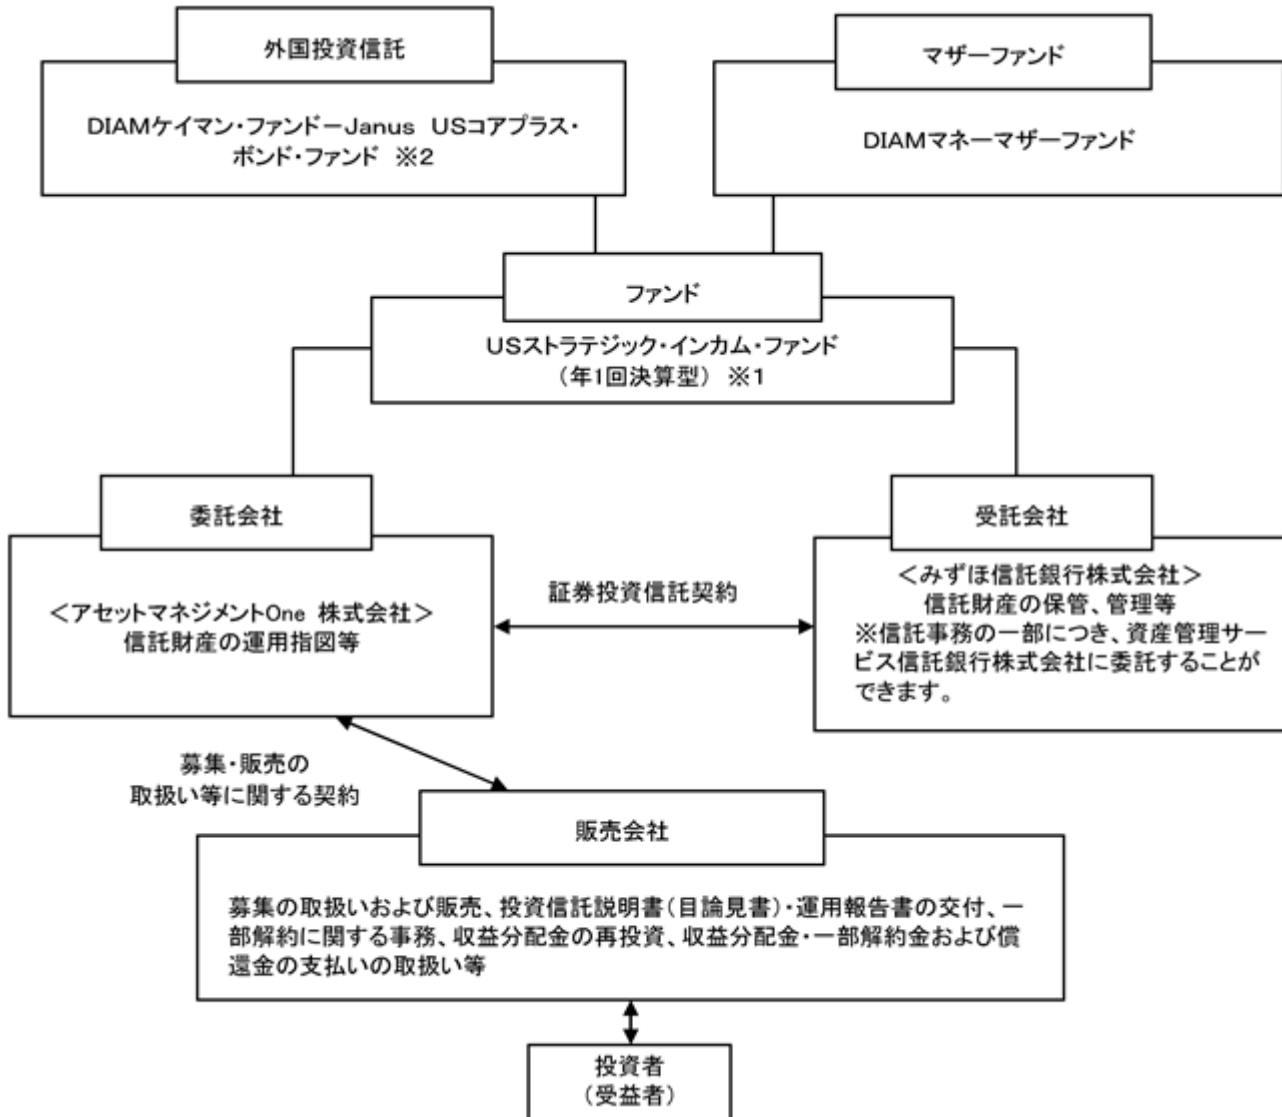 外国投資信託
DIAMケイマン・ファンドーJanus USコアプラス・
ボンド・ファンド ※2
マザーファンド
DIAMマネーマザーファンド
ファンド
USストラテジック・インカム・ファンド
（年1回決算型） ※1
委託会社
＜アセットマネジメントOne 株式会社＞
信託財産の運用指図等
証券投資信託契約
受託会社
＜みずほ信託銀行株式会社＞
信託財産の保管、管理等
※信託事務の一部につき、資産管理サー
ビス信託銀行株式会社に委託することが
できます。
募集・販売の
取扱い等に関する契約
販売会社
募集の取扱いおよび販売、投資信託説明書（目論見書）・運用報告書の交付、一
部解約に関する事務、収益分配金の再投資、収益分配金・一部解約金および償
還金の支払いの取扱い等
投資者
（受益者）